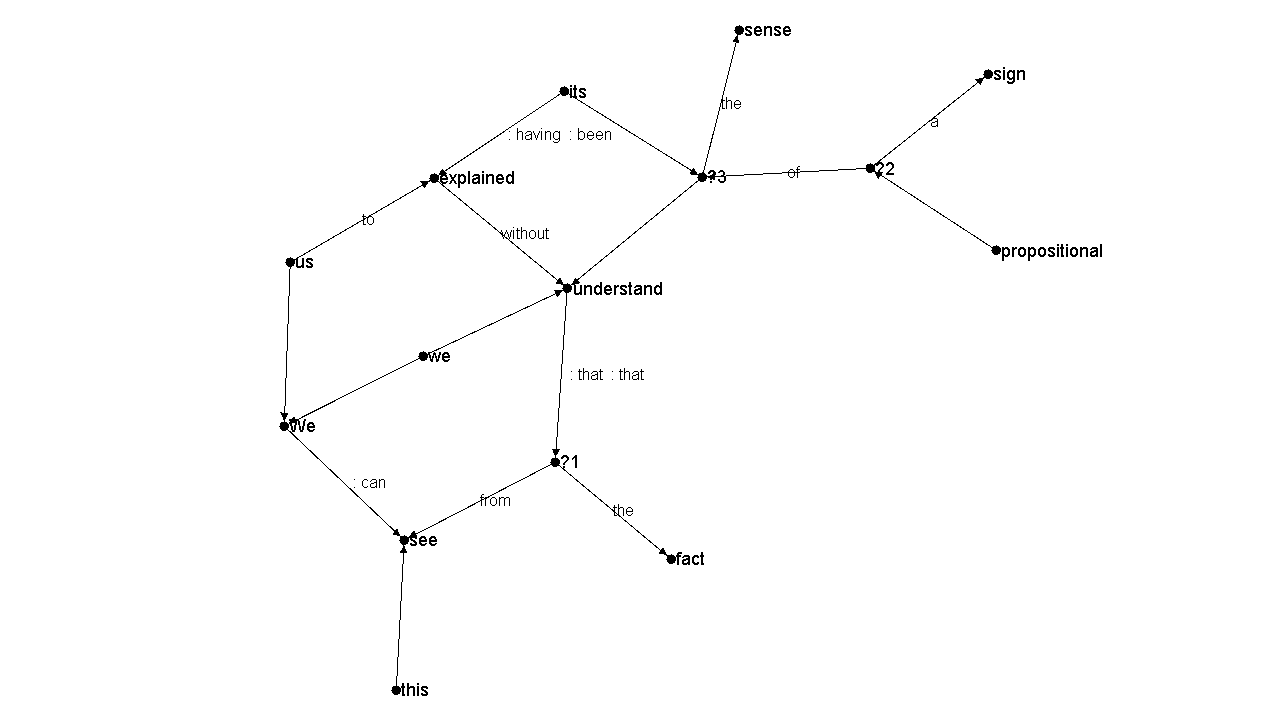 sense
sign
its
the
a
: having : been
explained
?3
of
?2
to
without
us
propositional
understand
we
: that : that
We
?1
: can
from
the
see
fact
this